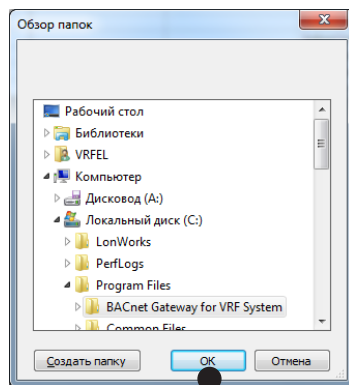 Обзор папок
Рабочий стол
Библиотеки
VRFEL
Компьютер
Дисковод (A:)
Локальный диск (C:)
LonWorks
PerfLogs
Program Files
BACnet Gateway for VRF System
Common Files
Создать папку
ОК
Отмена